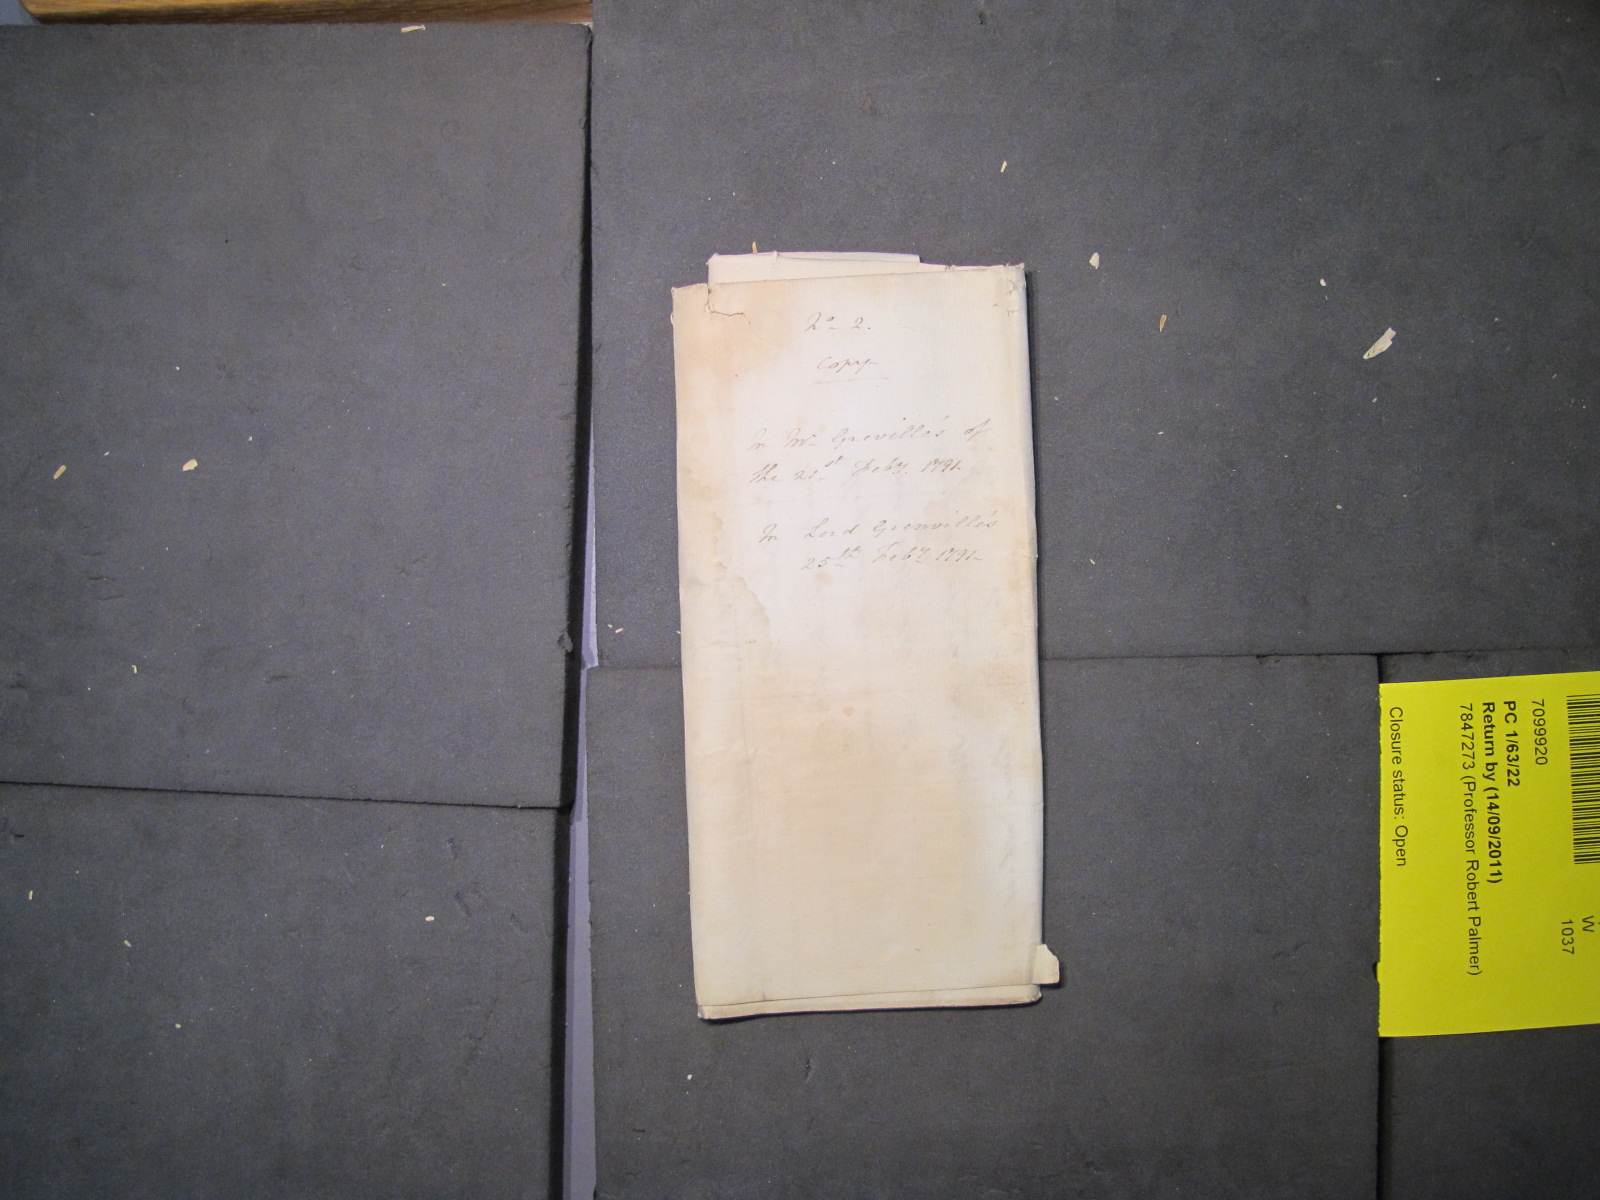 No 2.
Copy
In Mr Greville's of
the 21st Feby. 1791.
In Lord Grenville's
25th Feby 1791.
W
1037
7099920
PC 1/63/22
Return by (14/09/2011)
7847273 (Professor Robert Palmer)
Closure status: Open